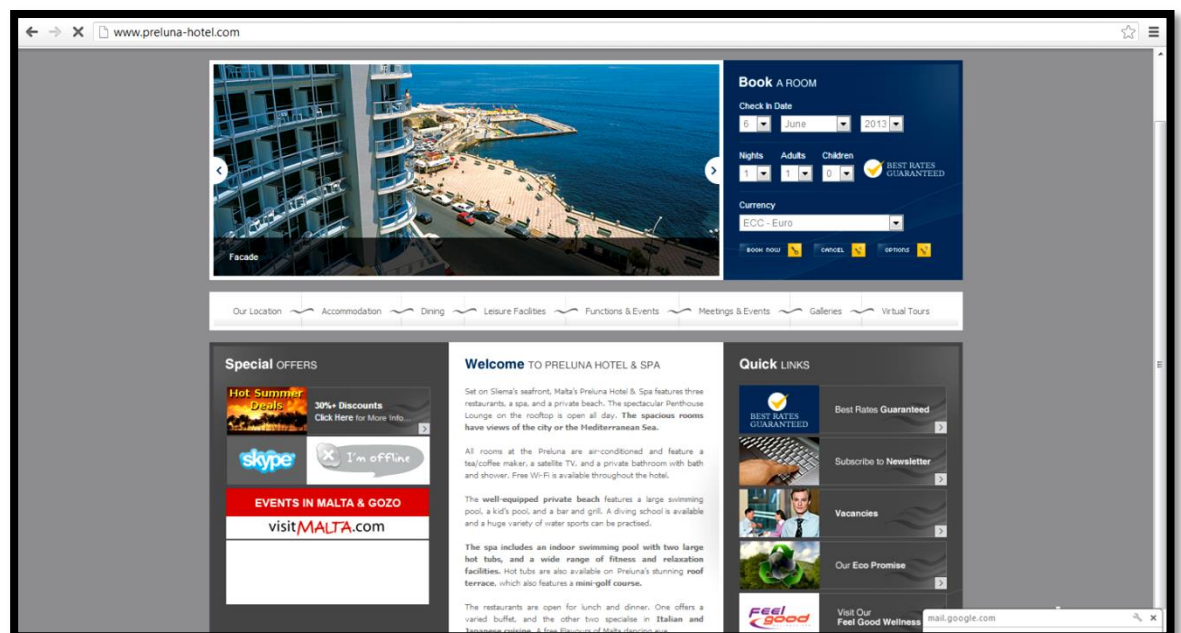 www.preluna-hotel.com
Facade
Book A ROOM
Check In Date
6 June 2013
Nights Adults Children
1 1 0
BEST RATES
GUARANTEED
Currency
ECC - Euro
BOOK NOW CANCEL OPTIONS
Our Location Accommodation Dining Leisure Facilities Functions & Events Meetings & Events Galleries Virtual Tours
Special OFFERS
Hot Summer
Deals
30%+ Discounts
Click Here for More Info...
skype
I'm offline
EVENTS IN MALTA & GOZO
visitMALTA.com
Welcome TO PRELUNA HOTEL & SPA
Set on Sliema's seafront, Malta's Preluna Hotel & Spa features three
restaurants, a spa, and a private beach. The spectacular Penthouse
Lounge on the rooftop is open all day. The spacious rooms
have views of the city or the Mediterranean Sea.
All rooms at the Preluna are air-conditioned and feature a
tea/coffee maker, a satellite TV, and a private bathroom with bath
and shower. Free Wi-Fi is available throughout the hotel.
The well-equipped private beach features a large swimming
pool, a kid's pool, and a bar and grill. A diving school is available
and a huge variety of water sports can be practised.
The spa includes an indoor swimming pool with two large
hot tubs, and a wide range of fitness and relaxation
facilities. Hot tubs are also available on Preluna's stunning roof
terrace, which also features a mini-golf course.
The restaurants are open for lunch and dinner. One offers a
varied buffet, and the other two specialise in Italian and
Japanese cuisine. A free Flavours of Malta dancing eve
Quick LINKS
BEST RATES
GUARANTEED
Best Rates Guaranteed
Subscribe to Newsletter
Vacancies
Our Eco Promise
Feel
good
Visit Our
Feel Good Wellness
mail.google.com